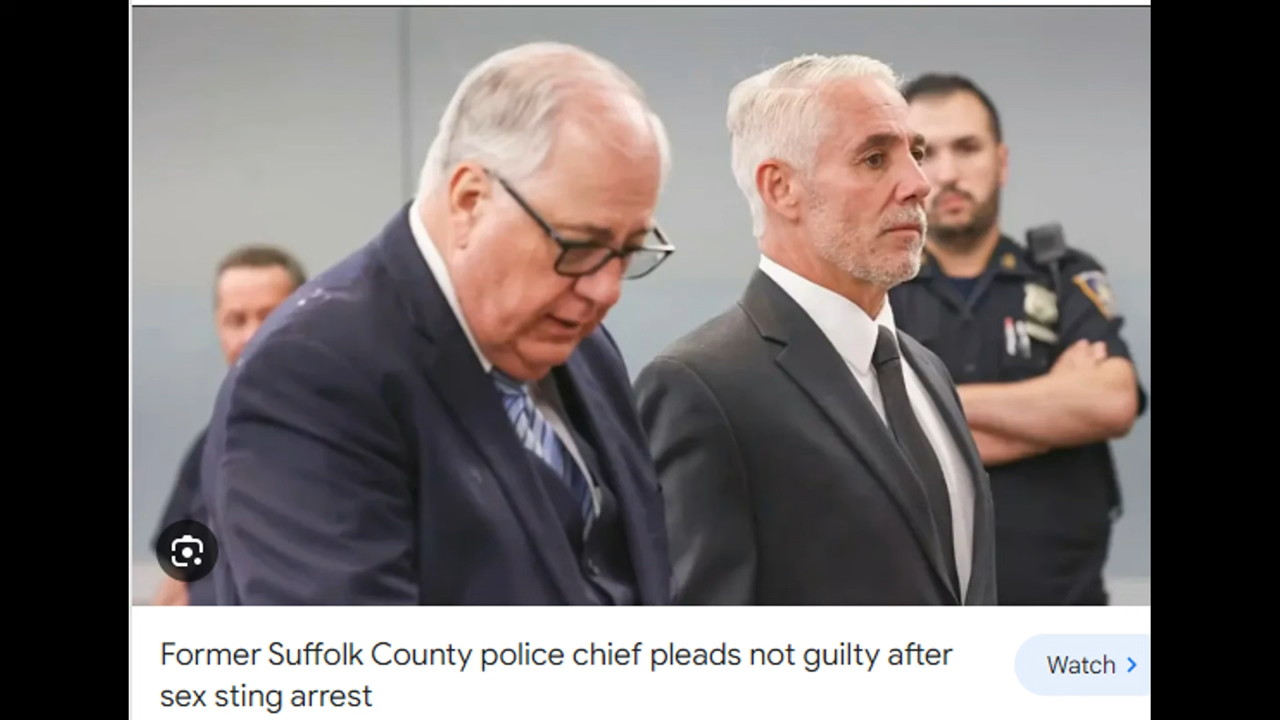 Former Suffolk County police chief pleads not guilty after
sex sting arrest
Watch